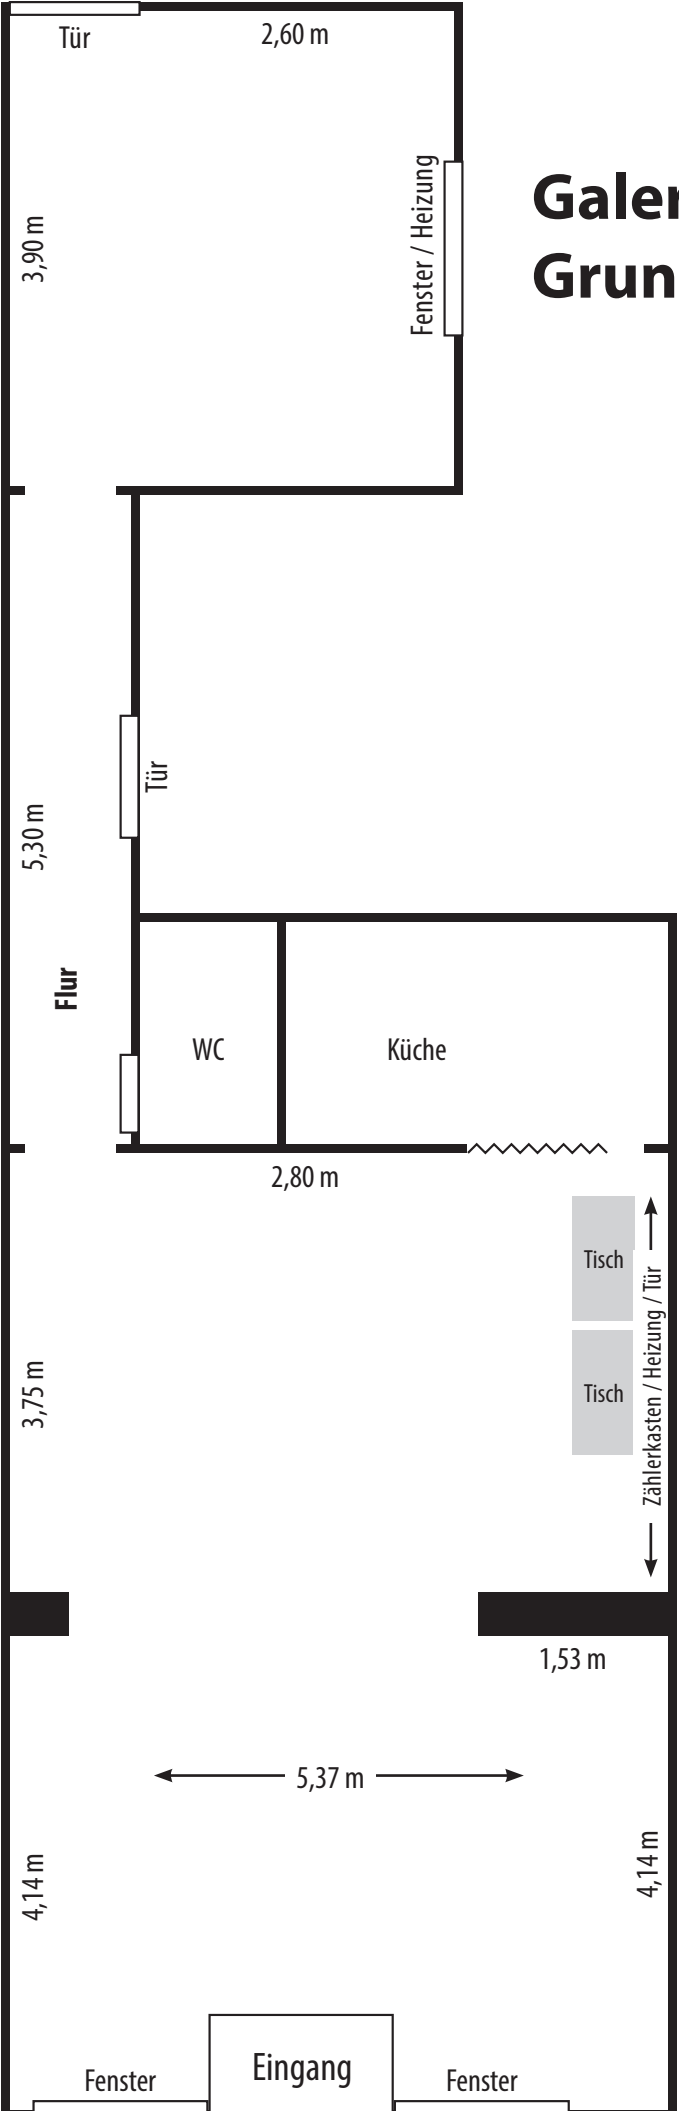 Tür
2,60 m
Galer
Grun
3,90 m
Fenster / Heizung
5,30 m
Tür
Flur
WC
Küche
2,80 m
Tisch
Tisch
Zählerkasten / Heizung / Tür
3,75 m
1,53 m
5,37 m
4,14 m
4,14 m
Fenster
Eingang
Fenster